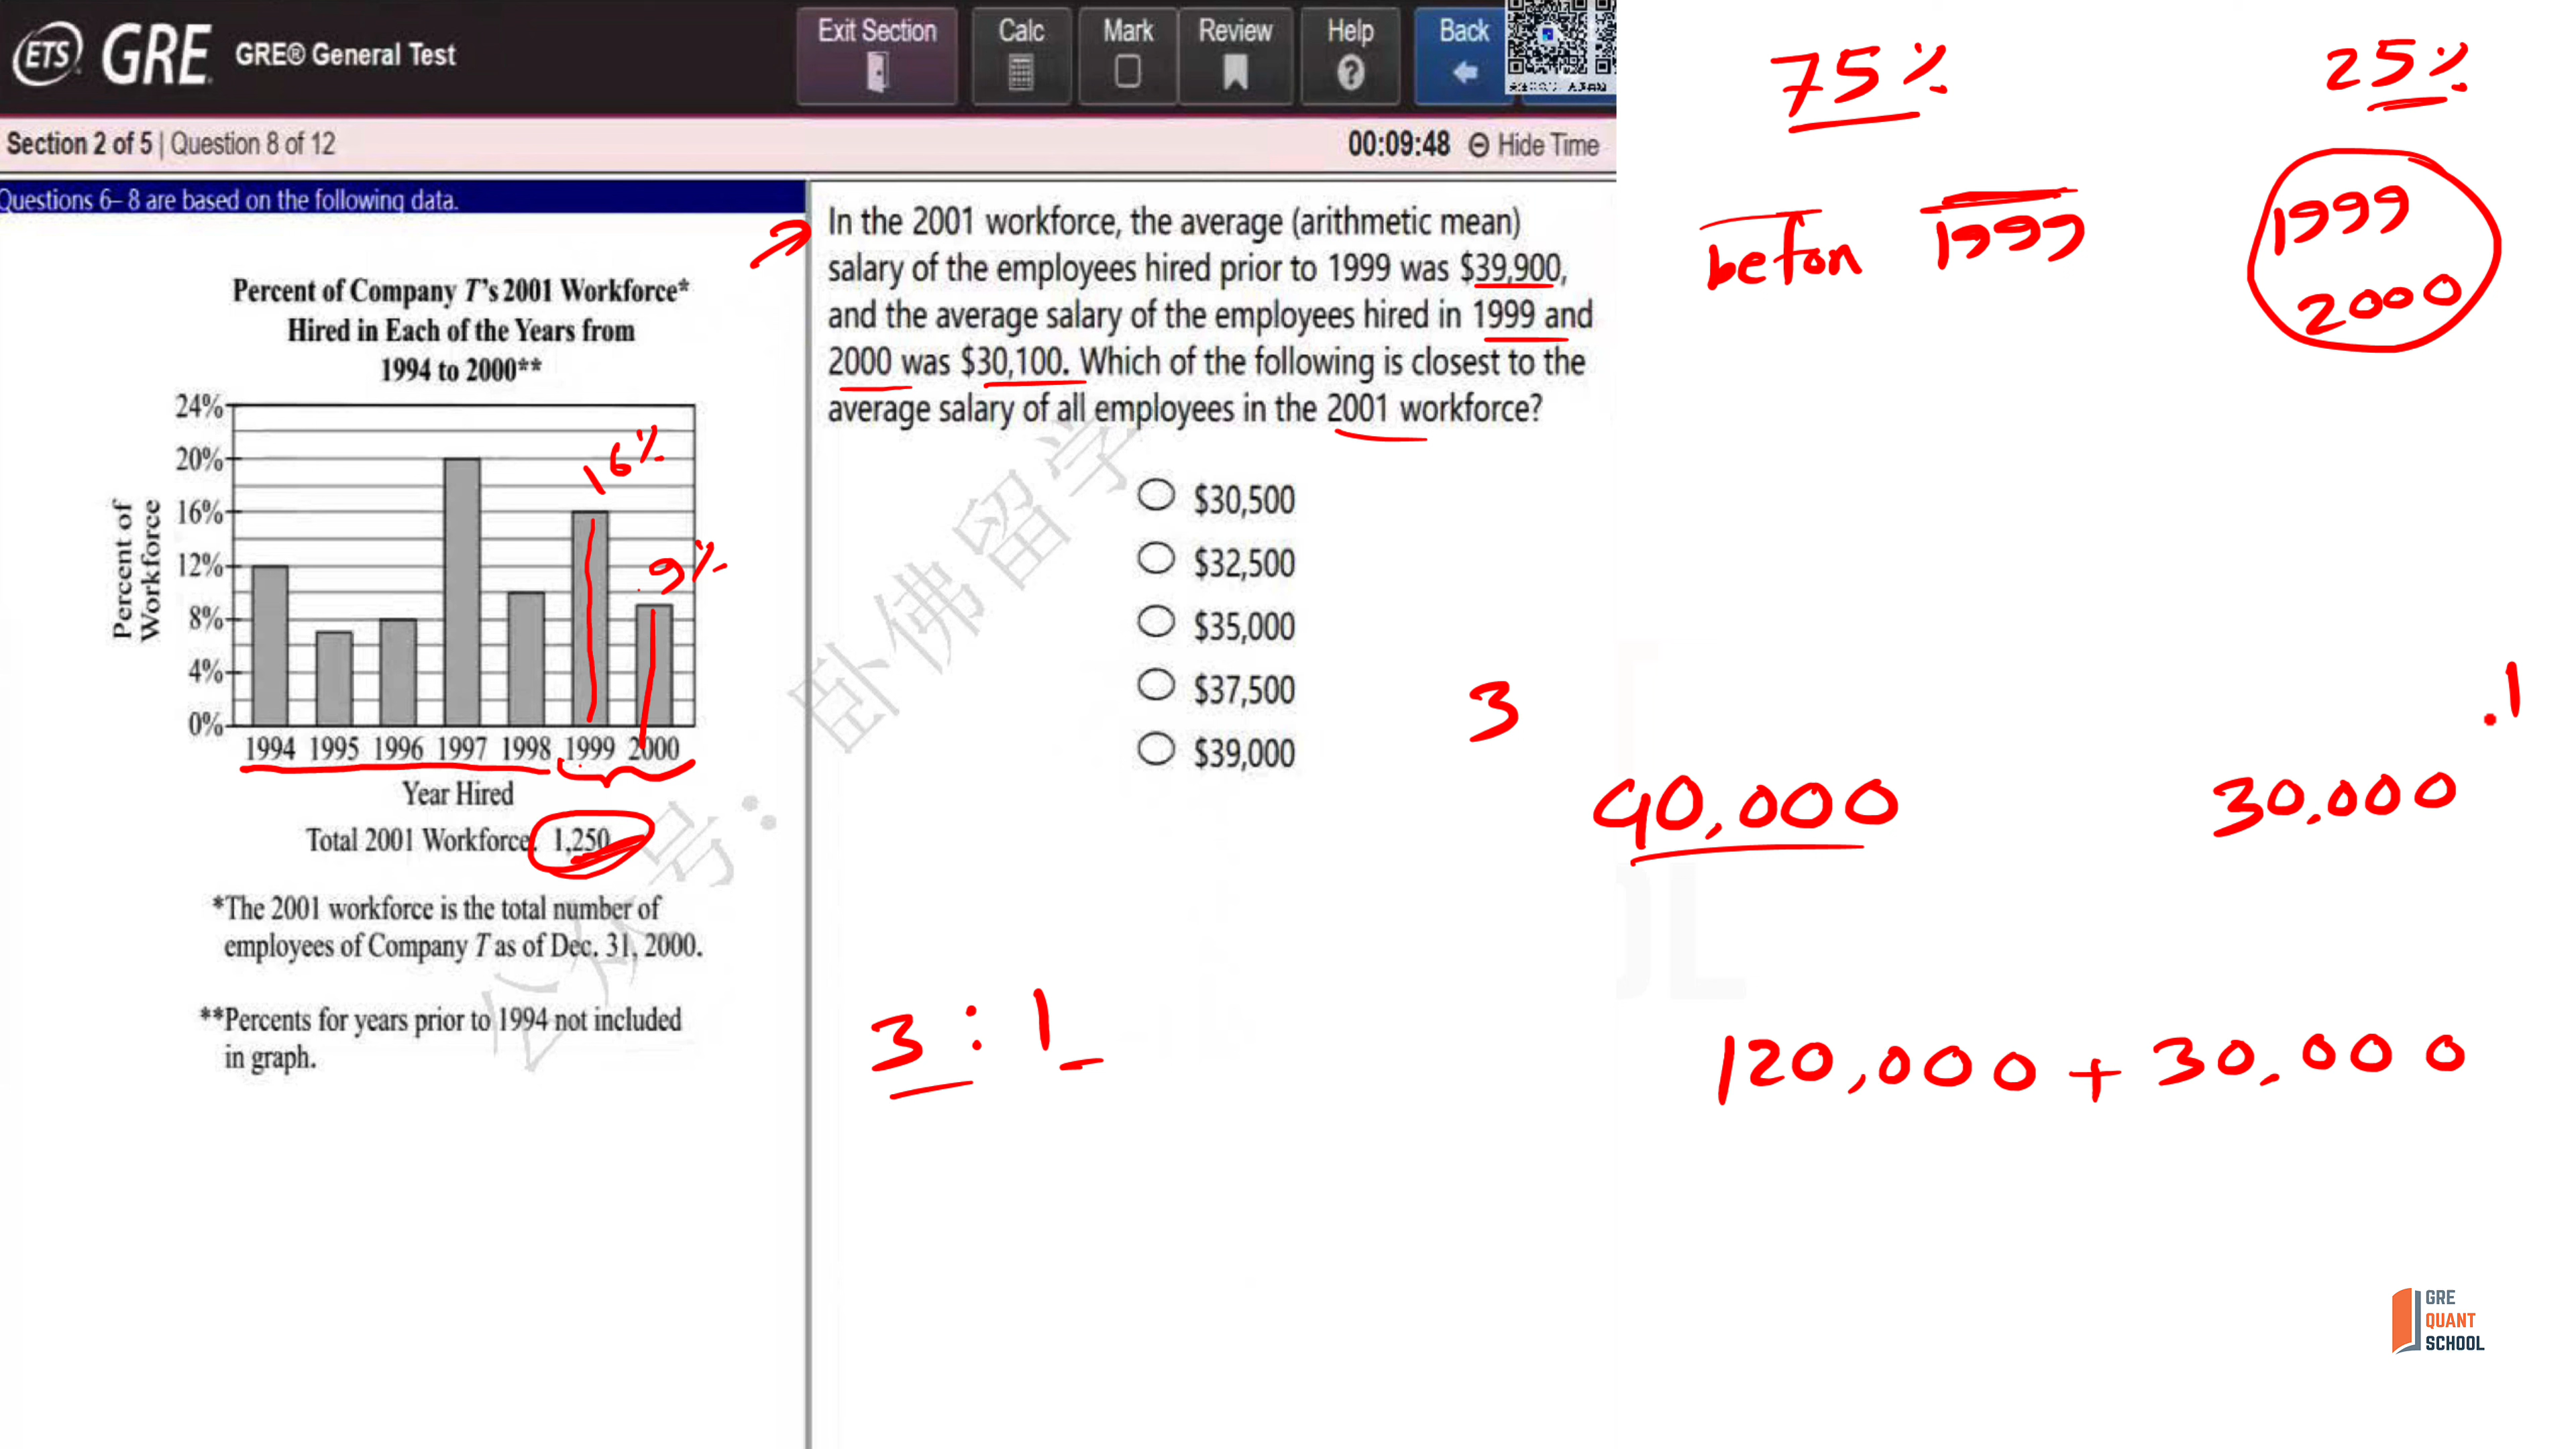 ETS GRE GRE® General Test
Exit Section
Calc
Mark
Review
Help
Back
Section 2 of 5 | Question 8 of 12
00:09:48 Hide Time
Questions 6–8 are based on the following data.
Percent of Company T's 2001 Workforce*
Hired in Each of the Years from
1994 to 2000**
24%
20%
16%
12%
8%
4%
0%
Percent of
Workforce
16%
9%
1994 1995 1996 1997 1998 1999 2000
Year Hired
Total 2001 Workforce: 1,250
*The 2001 workforce is the total number of
employees of Company T as of Dec. 31, 2000.
**Percents for years prior to 1994 not included
in graph.
In the 2001 workforce, the average (arithmetic mean)
salary of the employees hired prior to 1999 was $39,900,
and the average salary of the employees hired in 1999 and
2000 was $30,100. Which of the following is closest to the
average salary of all employees in the 2001 workforce?
$30,500
$32,500
$35,000
$37,500
$39,000
公众号：卧佛留学
3 : 1
75%
25%
before 1999
1999
2000
3
.1
40,000
30,000
120,000 + 30,000
GRE
QUANT
SCHOOL